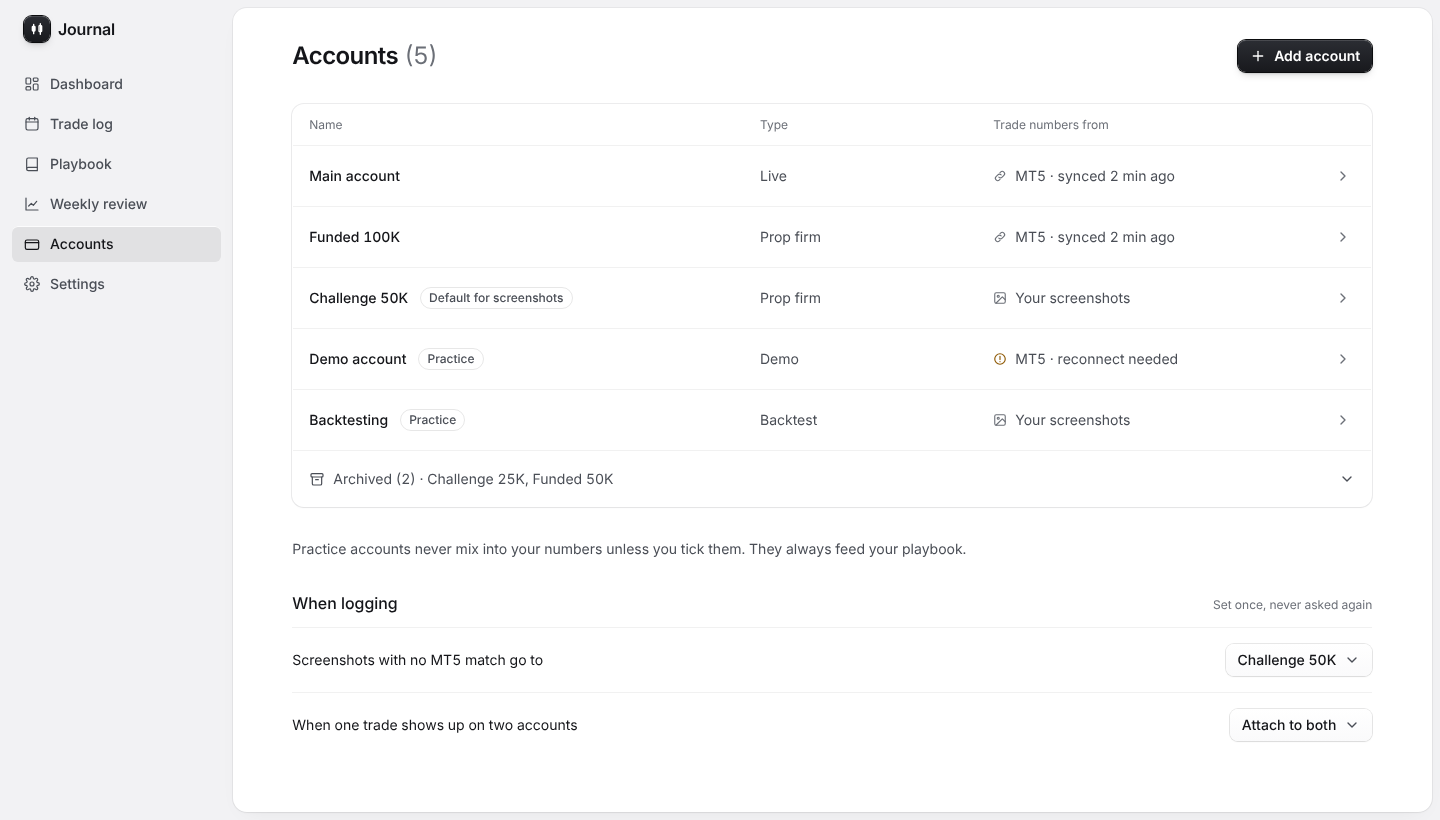 Journal
Dashboard
Trade log
Playbook
Weekly review
Accounts
Settings
Accounts (5)
Add account
Name Type Trade numbers from
Main account Live MT5 · synced 2 min ago
Funded 100K Prop firm MT5 · synced 2 min ago
Challenge 50K Default for screenshots Prop firm Your screenshots
Demo account Practice Demo MT5 · reconnect needed
Backtesting Practice Backtest Your screenshots
Archived (2) · Challenge 25K, Funded 50K
Practice accounts never mix into your numbers unless you tick them. They always feed your playbook.
When logging Set once, never asked again
Screenshots with no MT5 match go to Challenge 50K
When one trade shows up on two accounts Attach to both